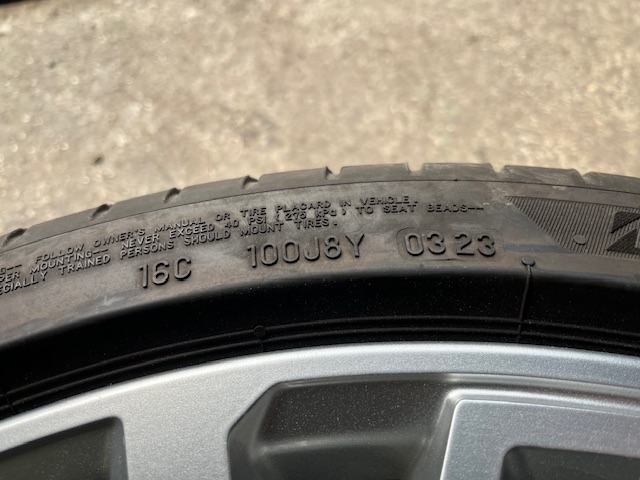 FOLLOW OWNER'S MANUAL OR TIRE PLACARD IN VEHICLE.
MOUNTING-- NEVER EXCEED 40 PSI (275 KPa) TO SEAT BEADS--
TRAINED PERSONS SHOULD MOUNT TIRES.
16C 100J8Y 0323